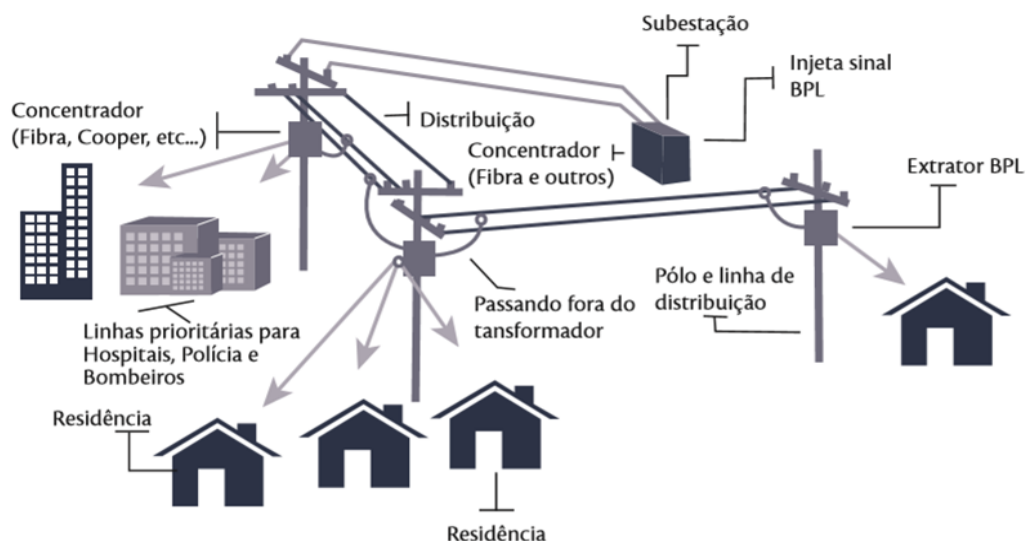 Subestação
Injeta sinal
BPL
Concentrador
(Fibra, Cooper, etc...)
Distribuição
Concentrador
(Fibra e outros)
Extrator BPL
Pólo e linha de
distribuição
Passando fora do
tansformador
Linhas prioritárias para
Hospitais, Polícia e
Bombeiros
Residência
Residência